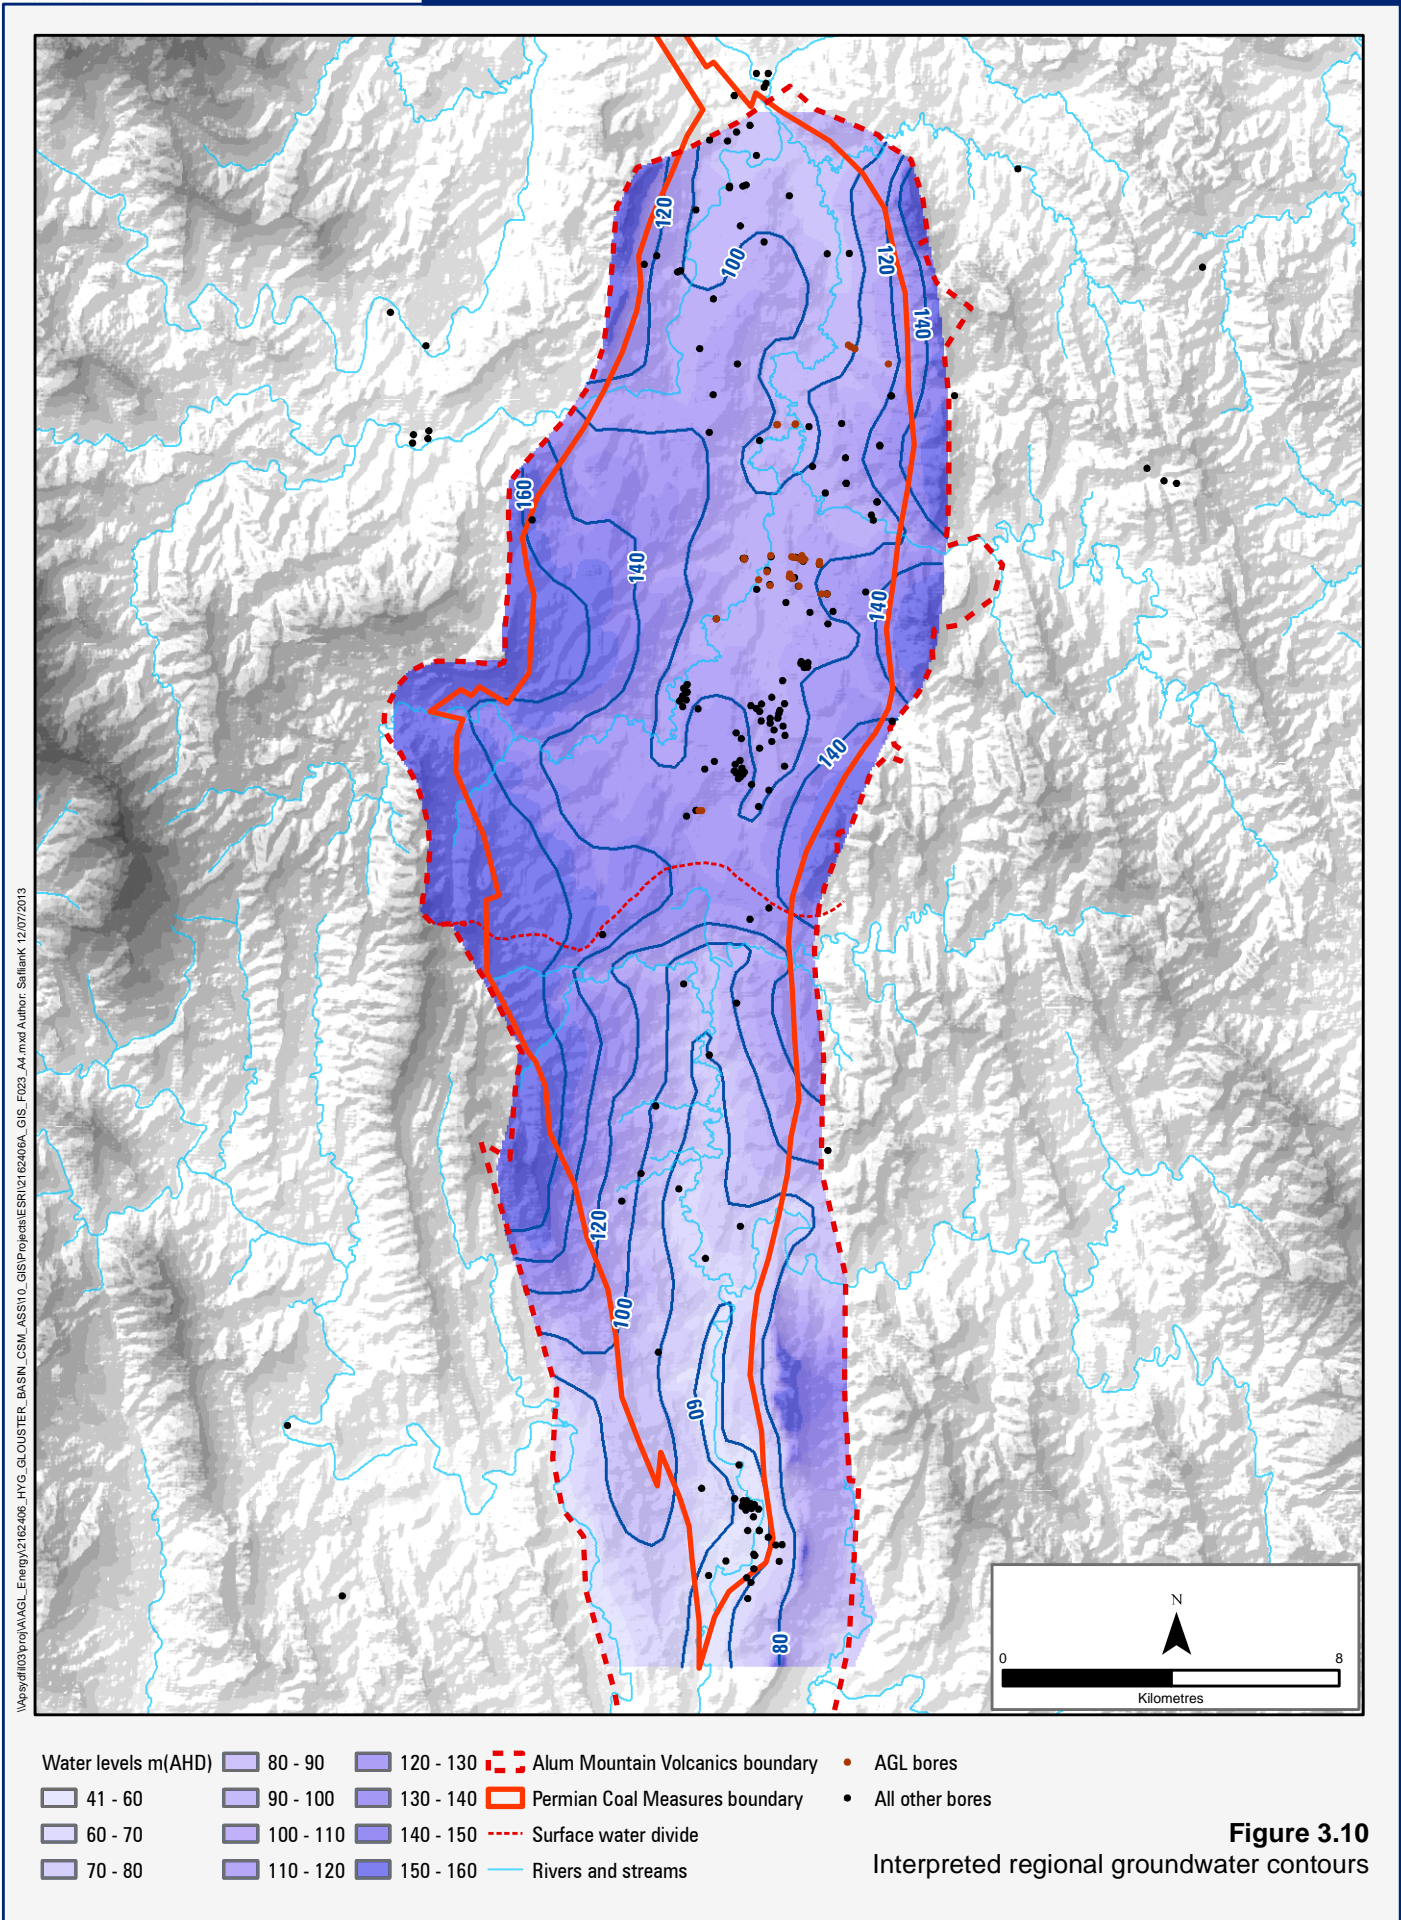 120
100
120
140
160
140
140
140
120
100
60
80
N
0 8
Kilometres
\\Apsydfil03\proj\A\AGL_Energy\2162406_HYG_GLOUSTER_BASIN_CSM_ASS\10_GIS\Projects\ESRI\2162406A_GIS_F023_A4.mxd Author: SafiianK 12/07/2013
Water levels m(AHD)
41 - 60
60 - 70
70 - 80
80 - 90
90 - 100
100 - 110
110 - 120
120 - 130
130 - 140
140 - 150
150 - 160
Alum Mountain Volcanics boundary
Permian Coal Measures boundary
Surface water divide
Rivers and streams
AGL bores
All other bores
Figure 3.10
Interpreted regional groundwater contours